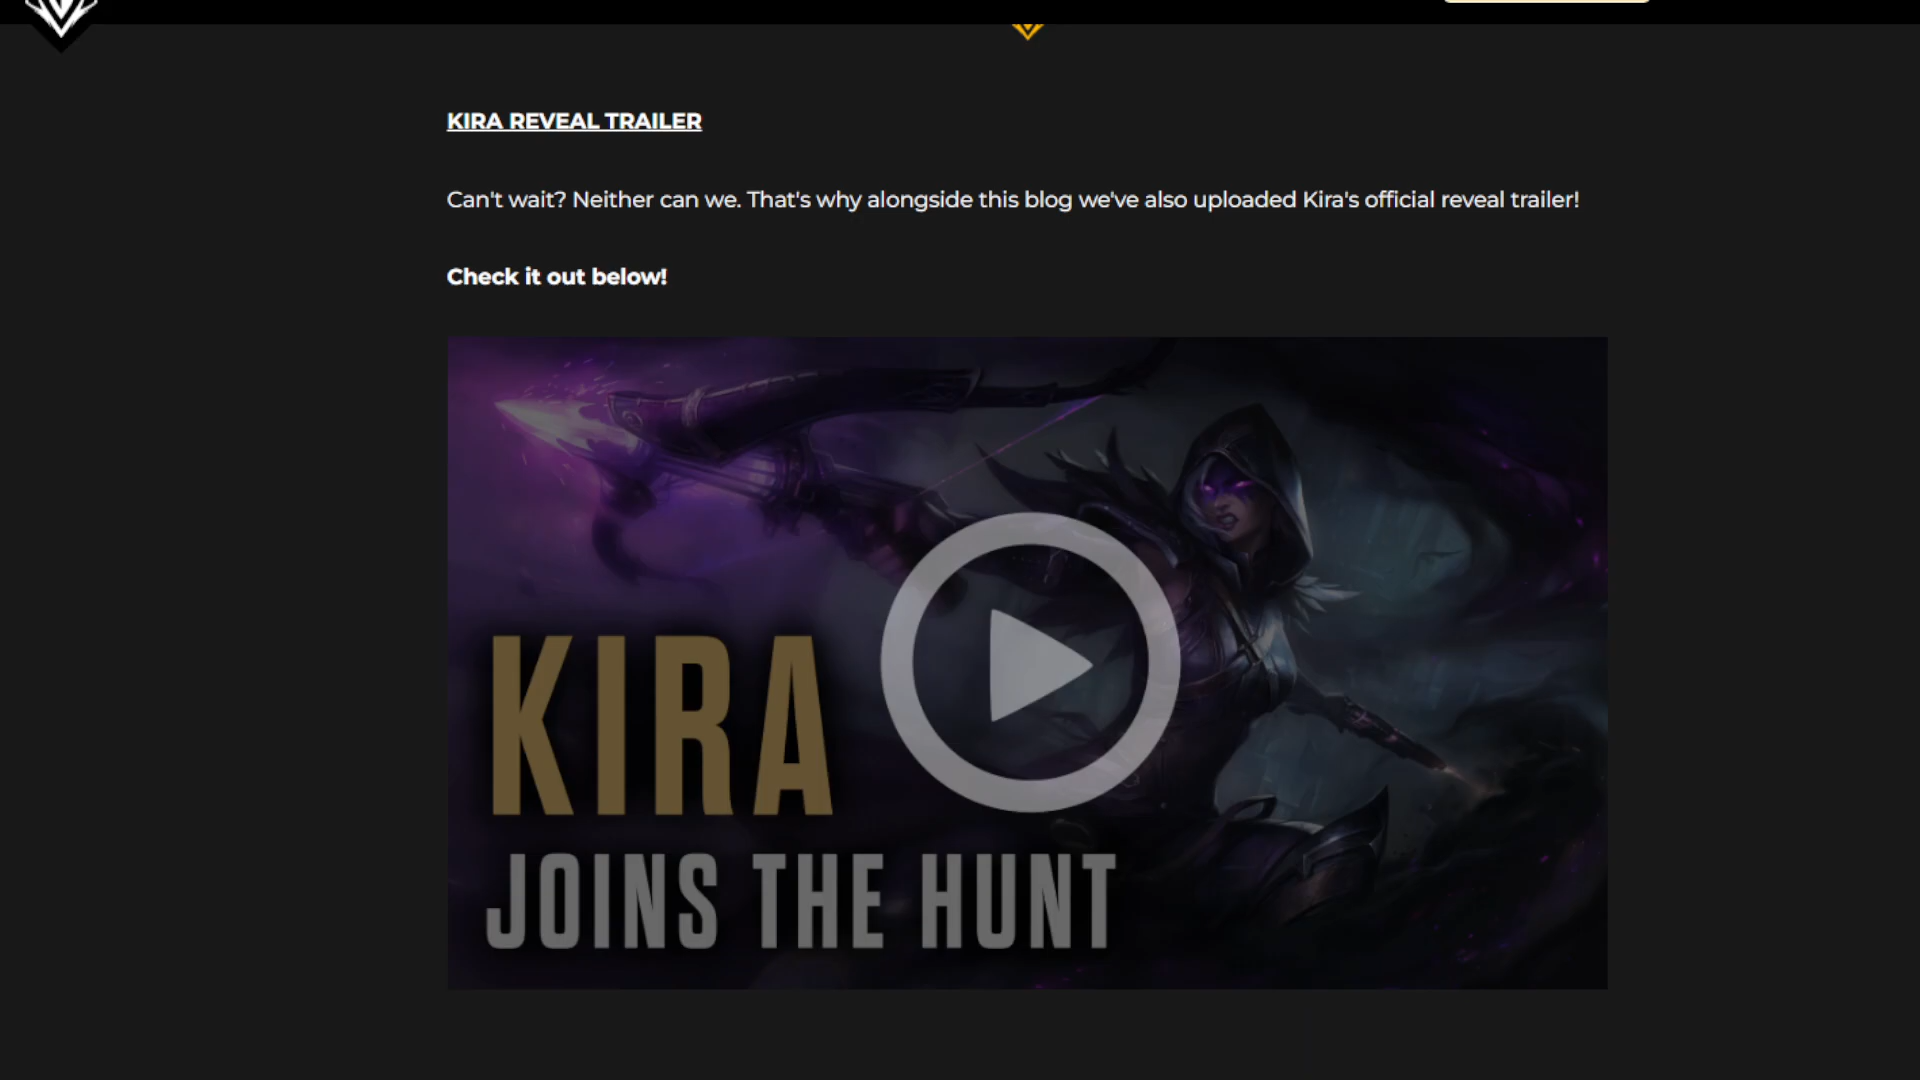 KIRA REVEAL TRAILER
Can't wait? Neither can we. That's why alongside this blog we've also uploaded Kira's official reveal trailer!
Check it out below!
KIRA
JOINS THE HUNT